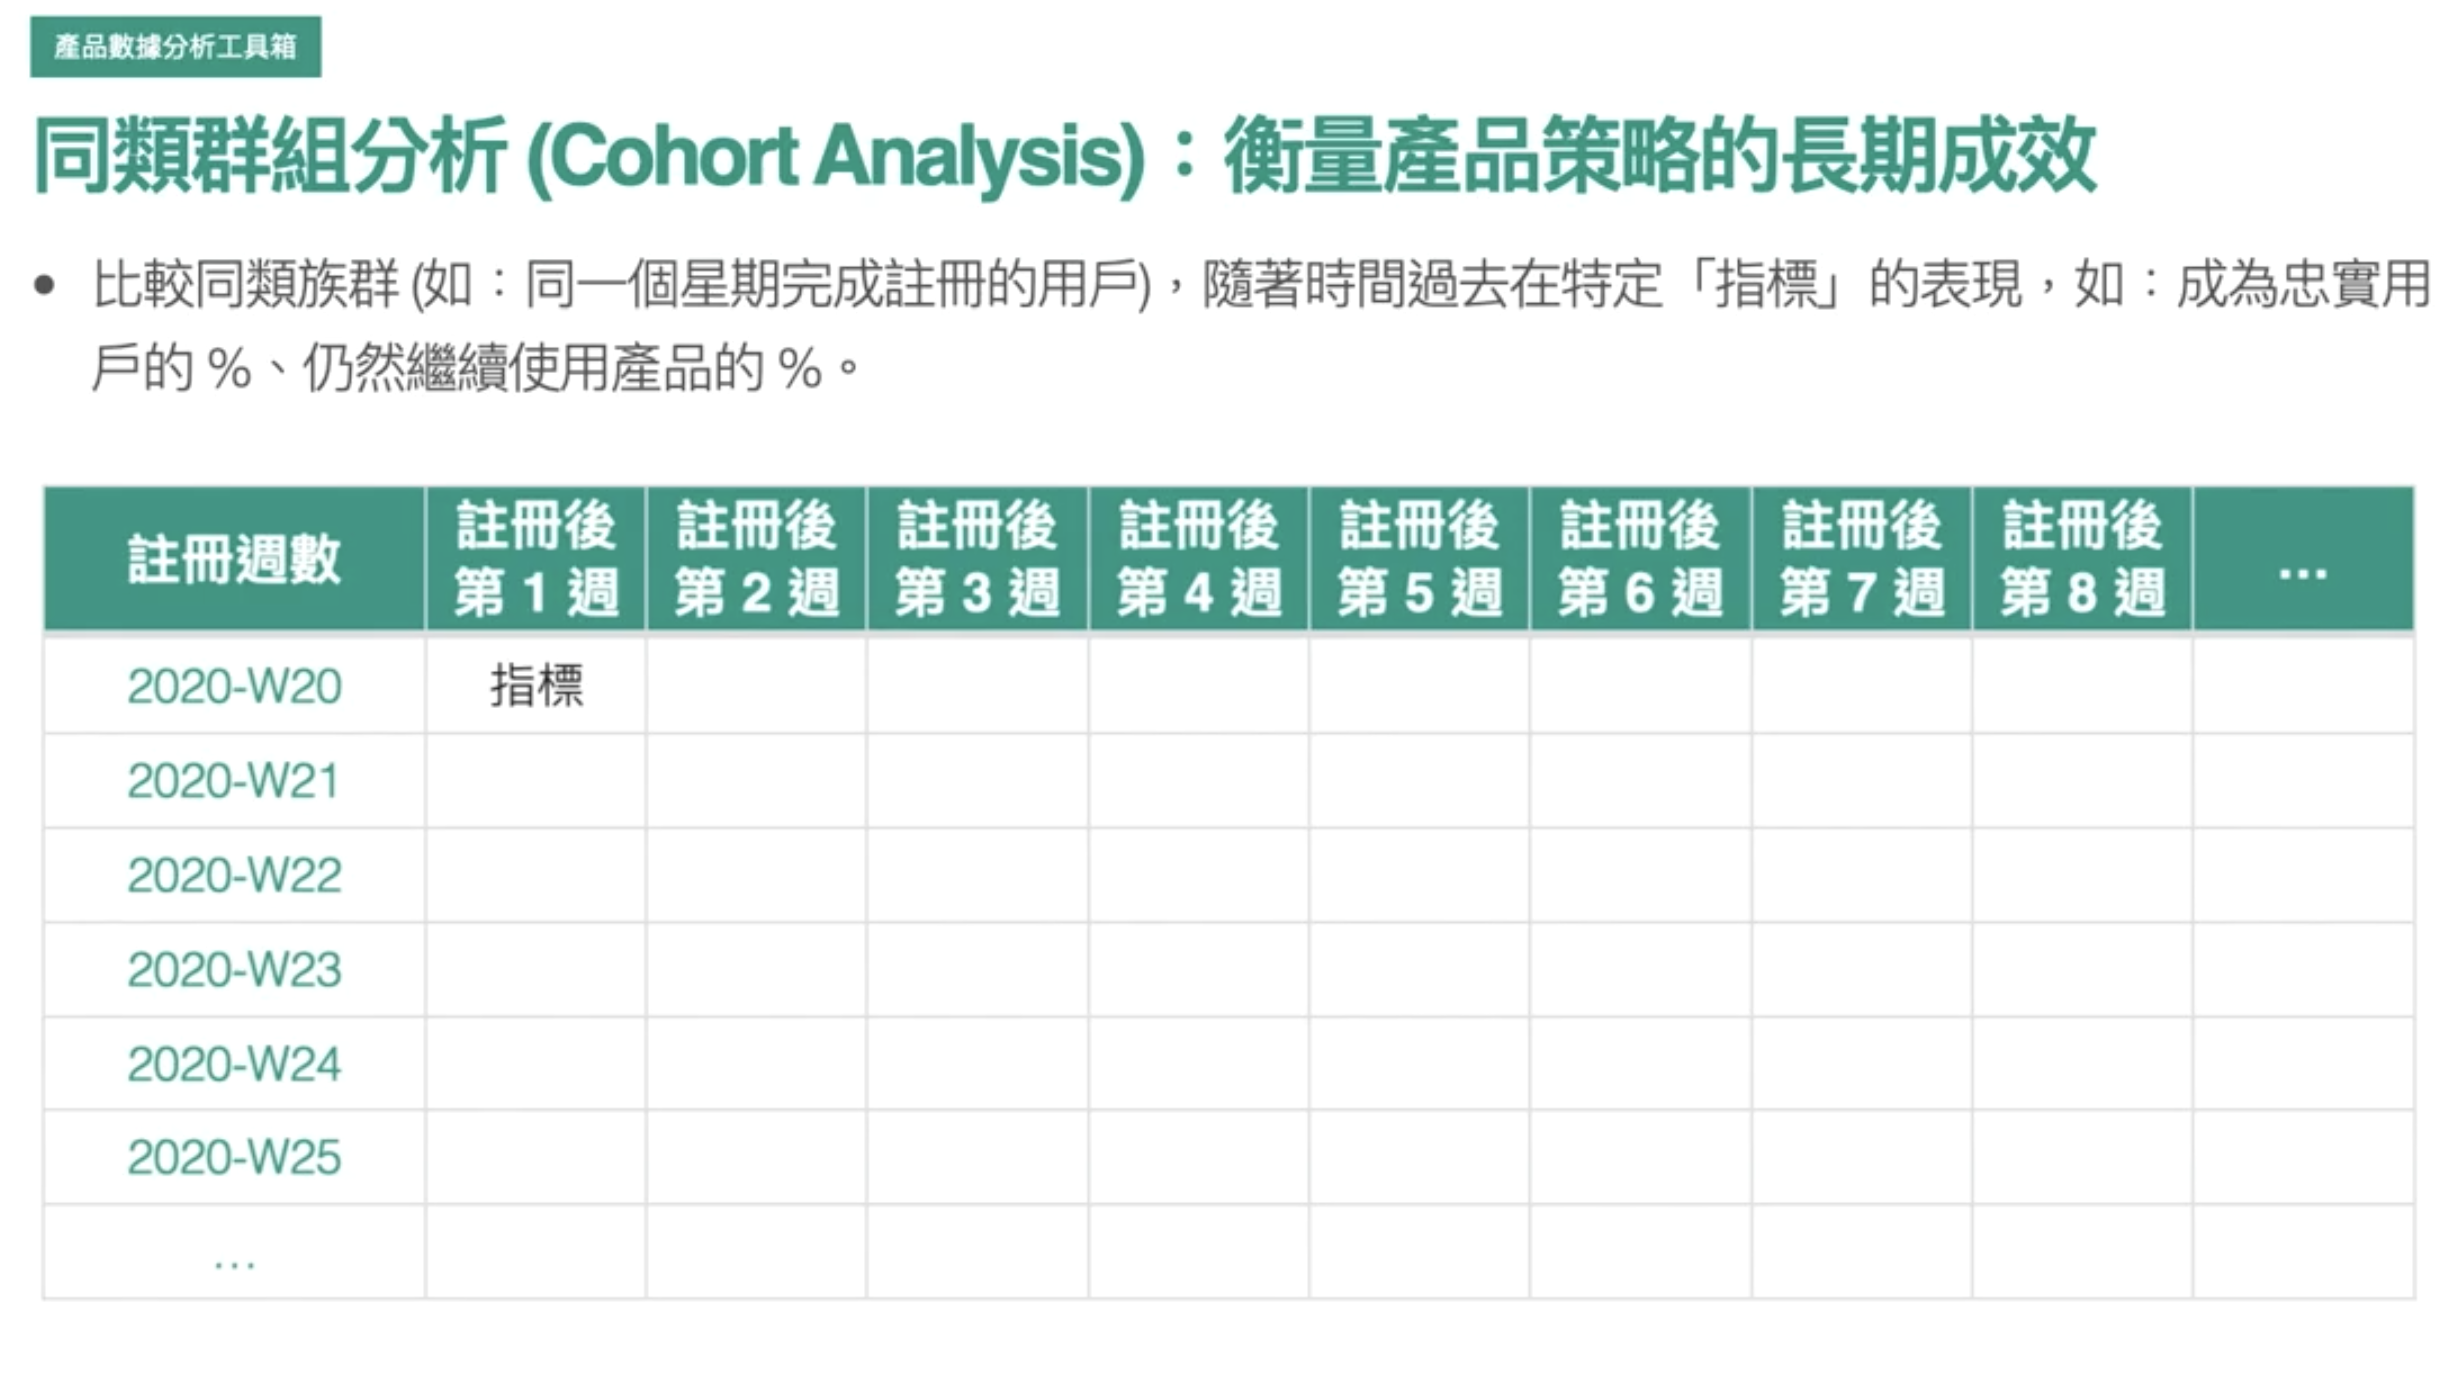 產品數據分析工具箱
同類群組分析 (Cohort Analysis)：衡量產品策略的長期成效
• 比較同類族群 (如：同一個星期完成註冊的用戶)，隨著時間過去在特定「指標」的表現，如：成為忠實用
戶的 %、仍然繼續使用產品的 %。
註冊週數 註冊後第 1 週 註冊後第 2 週 註冊後第 3 週 註冊後第 4 週 註冊後第 5 週 註冊後第 6 週 註冊後第 7 週 註冊後第 8 週 ...
2020-W20 指標
2020-W21
2020-W22
2020-W23
2020-W24
2020-W25
...